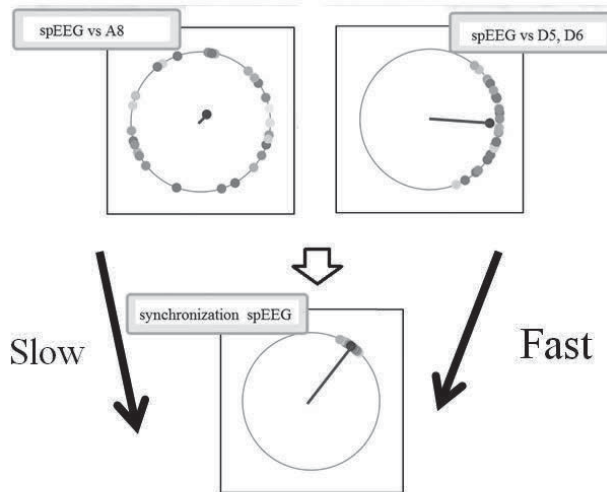 spEEG vs A8
spEEG vs D5, D6
synchronization spEEG
Slow
Fast